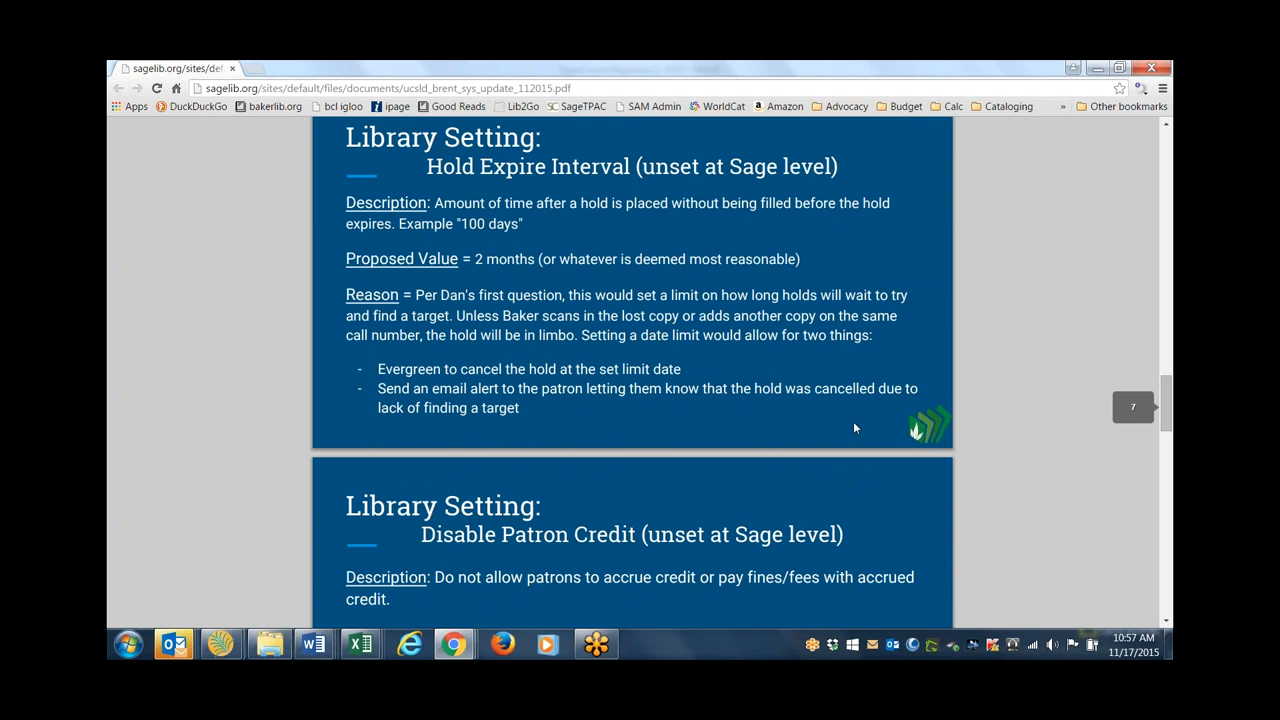 sagelib.org/sites/def
sagelib.org/sites/default/files/documents/ucsld_brent_sys_update_112015.pdf
Apps DuckDuckGo bakerlib.org bcl igloo ipage Good Reads Lib2Go SageTPAC SAM Admin WorldCat Amazon Advocacy Budget Calc Cataloging » Other bookmarks
Library Setting:
Hold Expire Interval (unset at Sage level)
Description: Amount of time after a hold is placed without being filled before the hold
expires. Example "100 days"
Proposed Value = 2 months (or whatever is deemed most reasonable)
Reason = Per Dan's first question, this would set a limit on how long holds will wait to try
and find a target. Unless Baker scans in the lost copy or adds another copy on the same
call number, the hold will be in limbo. Setting a date limit would allow for two things:
- Evergreen to cancel the hold at the set limit date
- Send an email alert to the patron letting them know that the hold was cancelled due to
lack of finding a target
7
Library Setting:
Disable Patron Credit (unset at Sage level)
Description: Do not allow patrons to accrue credit or pay fines/fees with accrued
credit.
10:57 AM
11/17/2015